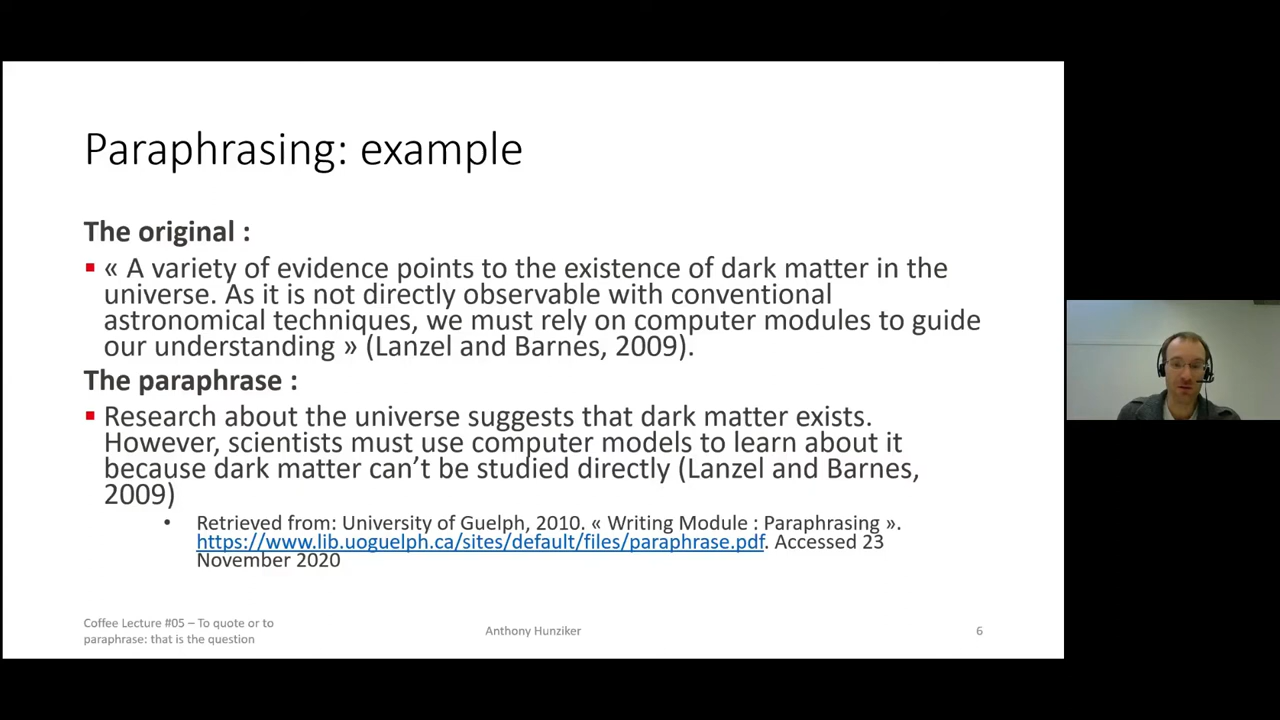 Paraphrasing: example
The original :
« A variety of evidence points to the existence of dark matter in the
universe. As it is not directly observable with conventional
astronomical techniques, we must rely on computer modules to guide
our understanding » (Lanzel and Barnes, 2009).
The paraphrase :
Research about the universe suggests that dark matter exists.
However, scientists must use computer models to learn about it
because dark matter can’t be studied directly (Lanzel and Barnes,
2009)
Retrieved from: University of Guelph, 2010. « Writing Module : Paraphrasing ».
https://www.lib.uoguelph.ca/sites/default/files/paraphrase.pdf. Accessed 23
November 2020
Coffee Lecture #05 – To quote or to
paraphrase: that is the question
Anthony Hunziker
6